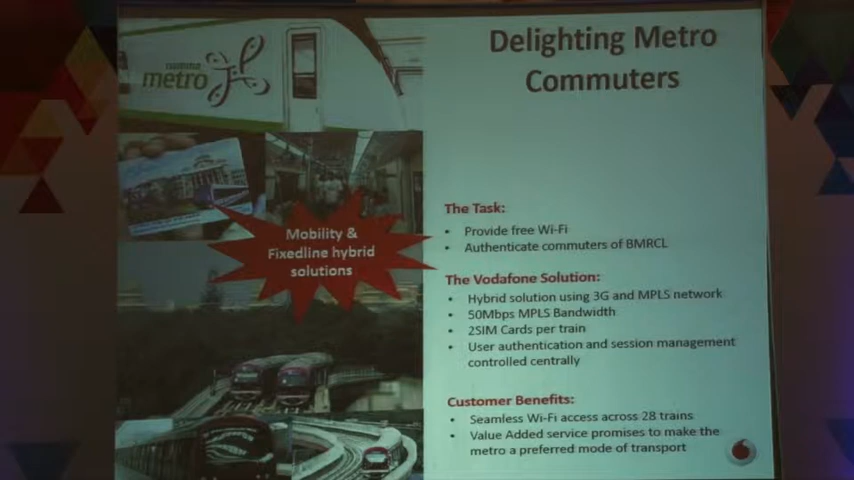 Delighting Metro
Commuters
namma
metro
Mobility &
Fixedline hybrid
solutions
The Task:
• Provide free Wi-Fi
• Authenticate commuters of BMRCL
The Vodafone Solution:
• Hybrid solution using 3G and MPLS network
• 50Mbps MPLS Bandwidth
• 2SIM Cards per train
• User authentication and session management
controlled centrally
Customer Benefits:
• Seamless Wi-Fi access across 28 trains
• Value Added service promises to make the
metro a preferred mode of transport